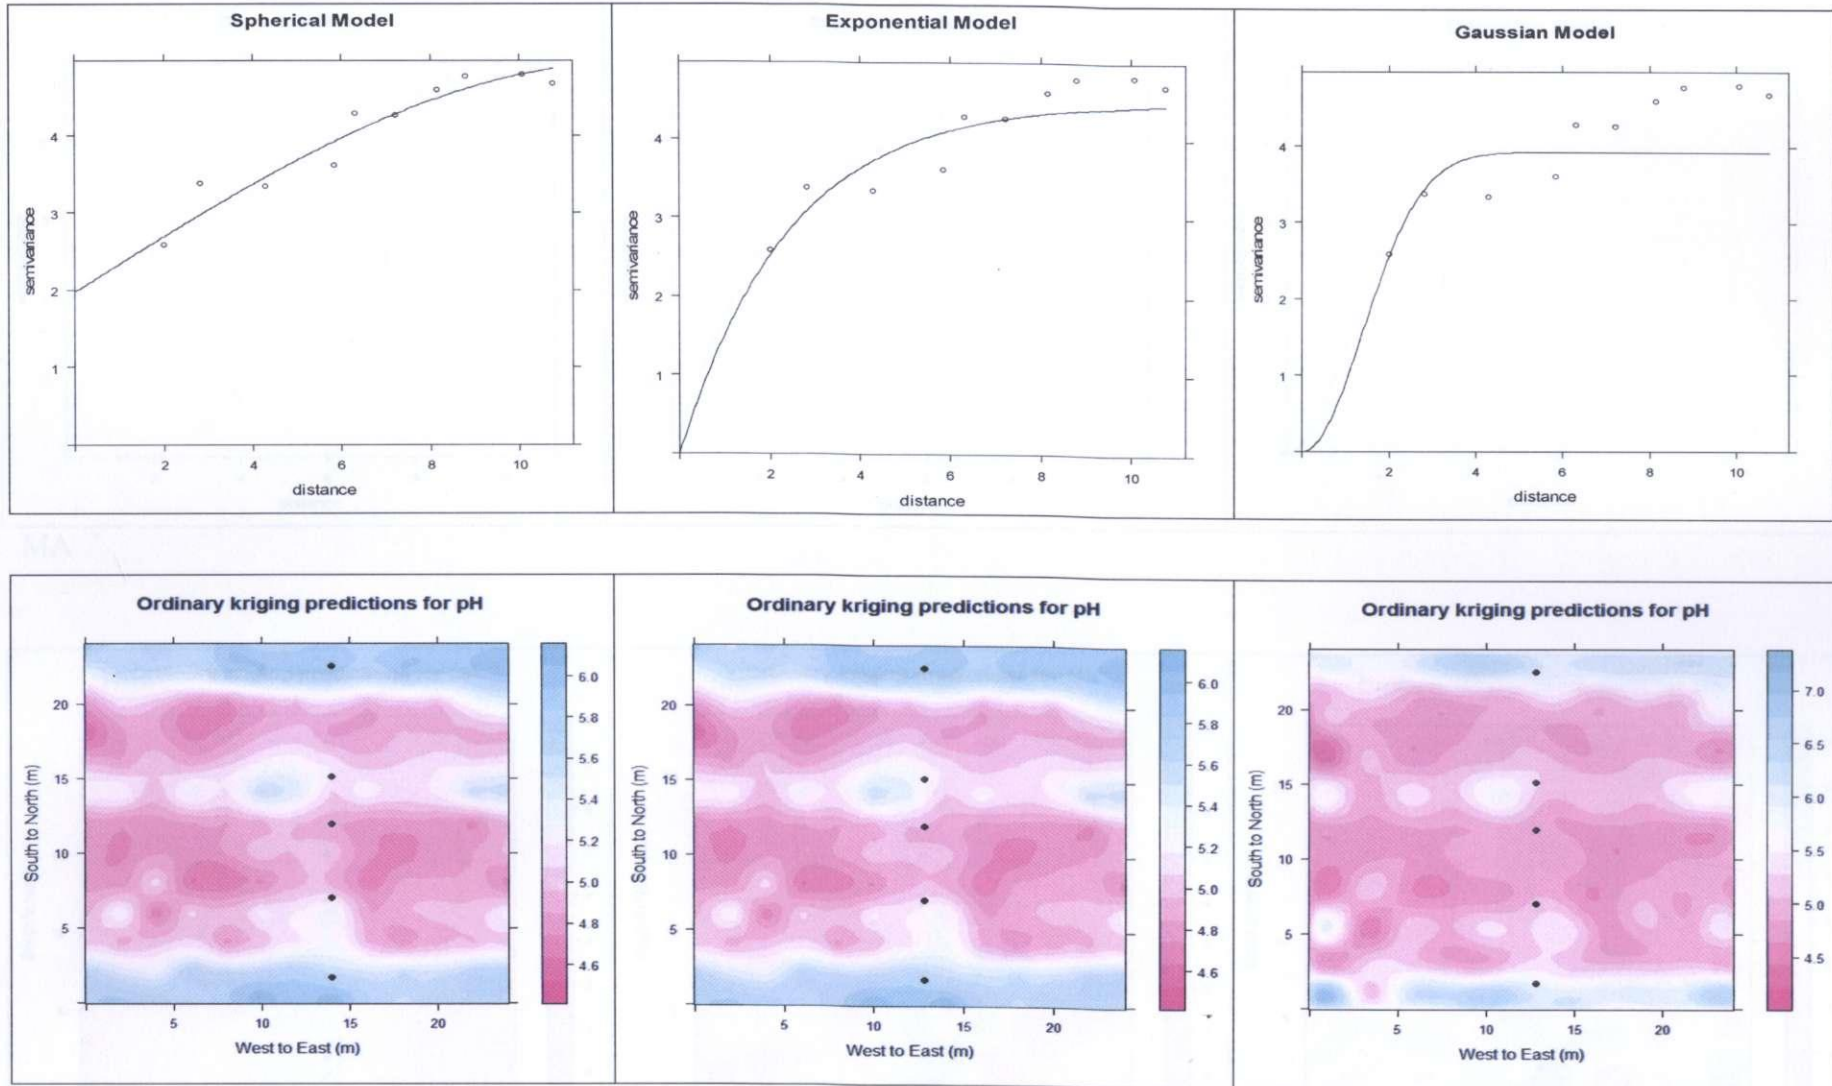 Spherical Model
semivariance
4
3
2
1
2 4 6 8 10
distance
Exponential Model
semivariance
4
3
2
1
2 4 6 8 10
distance
Gaussian Model
semivariance
4
3
2
1
2 4 6 8 10
distance
Ordinary kriging predictions for pH
South to North (m)
20
15
10
5
5 10 15 20
West to East (m)
6.0
5.8
5.6
5.4
5.2
5.0
4.8
4.6
Ordinary kriging predictions for pH
South to North (m)
20
15
10
5
5 10 15 20
West to East (m)
6.0
5.8
5.6
5.4
5.2
5.0
4.8
4.6
Ordinary kriging predictions for pH
South to North (m)
20
15
10
5
5 10 15 20
West to East (m)
7.0
6.5
6.0
5.5
5.0
4.5